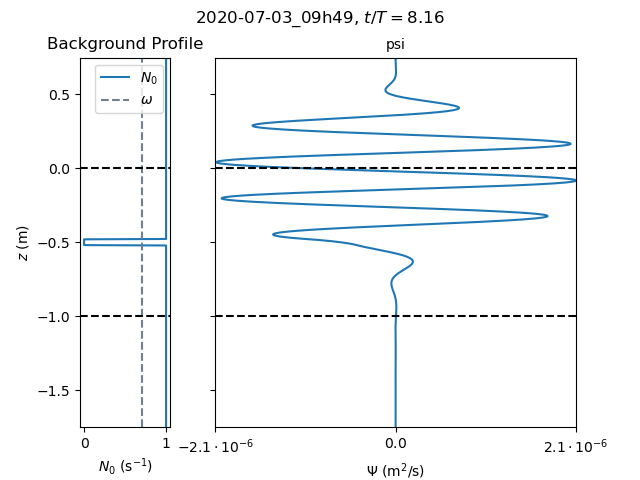 2020-07-03_09h49, t/T = 8.16
Background Profile
psi
N₀
ω
0.5
0.0
−0.5
−1.0
−1.5
z (m)
0
1
N₀ (s⁻¹)
−2.1 · 10⁻⁶
0.0
2.1 · 10⁻⁶
Ψ (m²/s)